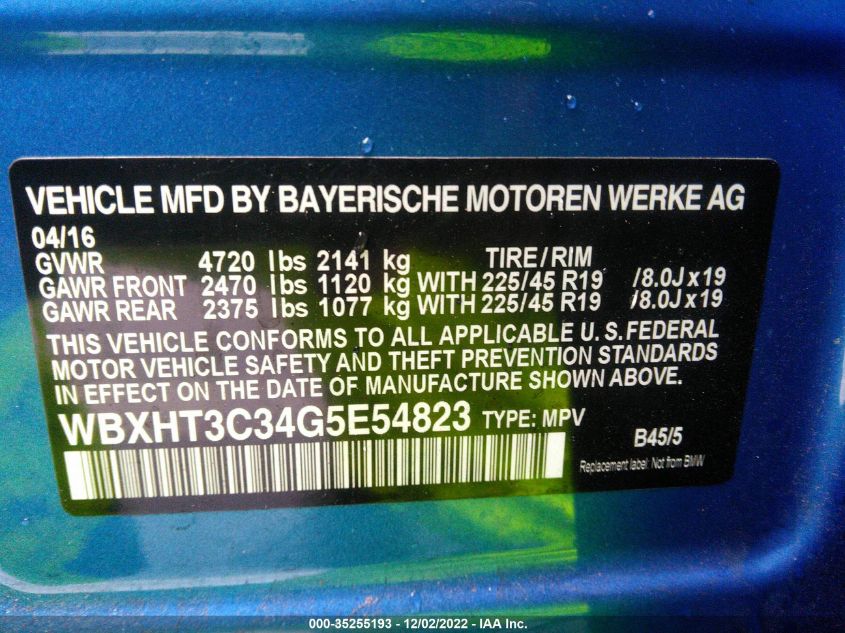 VEHICLE MFD BY BAYERISCHE MOTOREN WERKE AG
04/16
GVWR 4720 lbs 2141 kg TIRE/RIM
GAWR FRONT 2470 lbs 1120 kg WITH 225/45 R19 /8.0J x 19
GAWR REAR 2375 lbs 1077 kg WITH 225/45 R19 /8.0J x 19
THIS VEHICLE CONFORMS TO ALL APPLICABLE U.S. FEDERAL
MOTOR VEHICLE SAFETY AND THEFT PREVENTION STANDARDS
IN EFFECT ON THE DATE OF MANUFACTURE SHOWN ABOVE.
WBXHT3C34G5E54823 TYPE: MPV
B45/5
Replacement label: Not from BMW
000-35255193 - 12/02/2022 - IAA Inc.